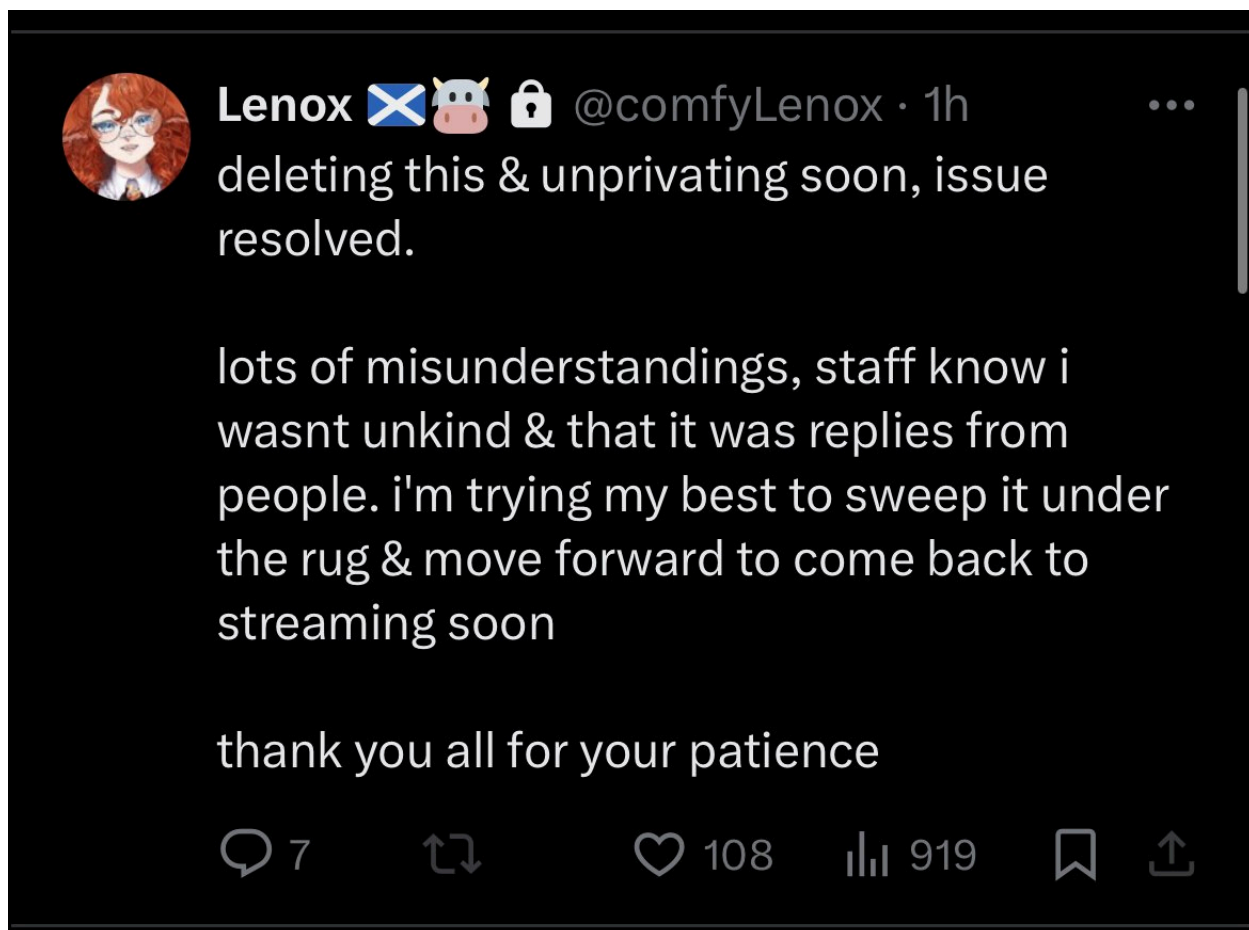 Lenox 🏴󠁧󠁢󠁳󠁣󠁴󠁿🐮🔒 @comfyLenox · 1h
deleting this & unprivating soon, issue
resolved.
lots of misunderstandings, staff know i
wasnt unkind & that it was replies from
people. i'm trying my best to sweep it under
the rug & move forward to come back to
streaming soon
thank you all for your patience
7 108 919